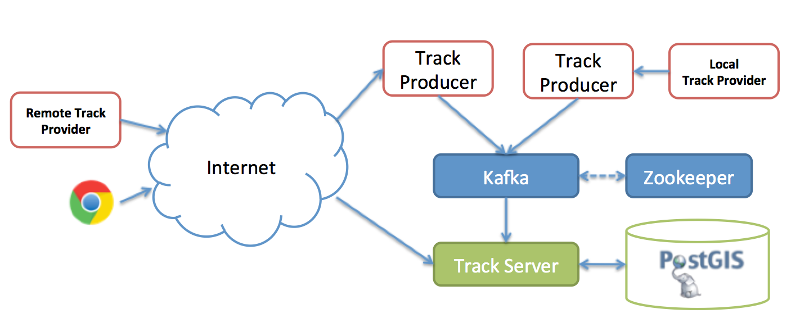 Track
Producer
Track
Producer
Local
Track Provider
Remote Track
Provider
Internet
Kafka
Zookeeper
Track Server
PostGIS